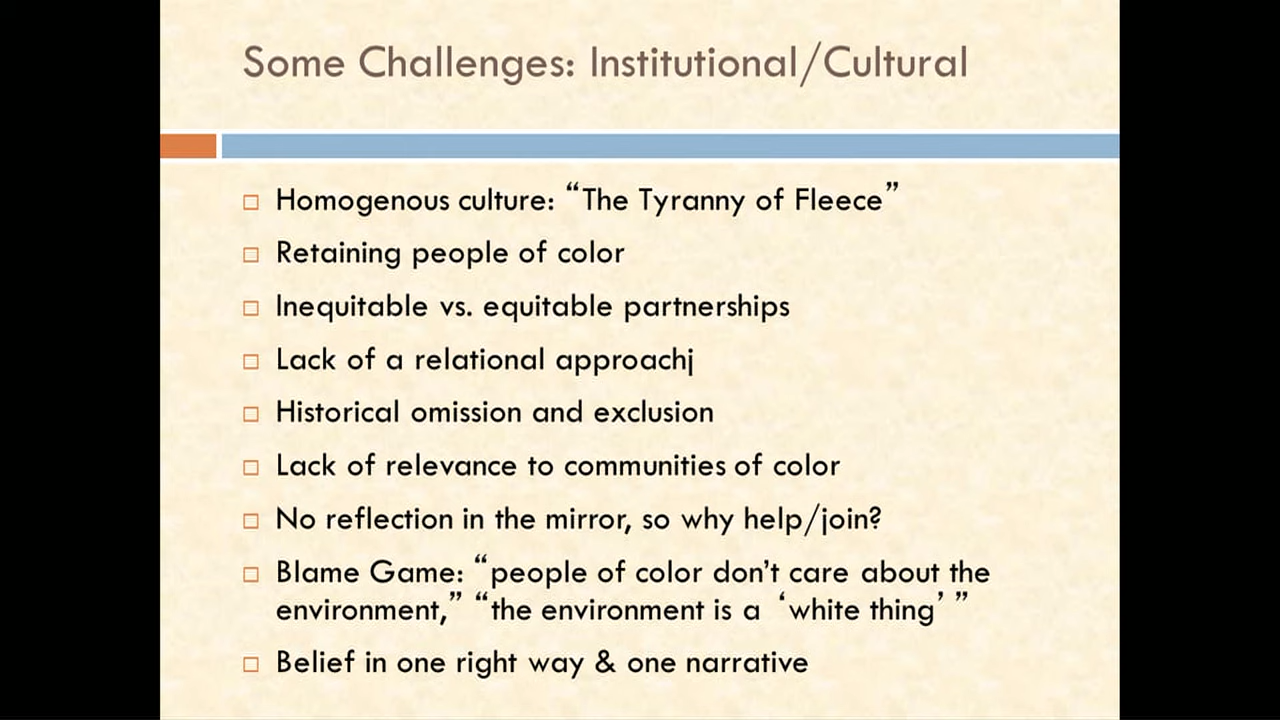 Some Challenges: Institutional/Cultural
Homogenous culture: “The Tyranny of Fleece”
Retaining people of color
Inequitable vs. equitable partnerships
Lack of a relational approachj
Historical omission and exclusion
Lack of relevance to communities of color
No reflection in the mirror, so why help/join?
Blame Game: “people of color don’t care about the
environment,” “the environment is a ‘white thing’ ”
Belief in one right way & one narrative